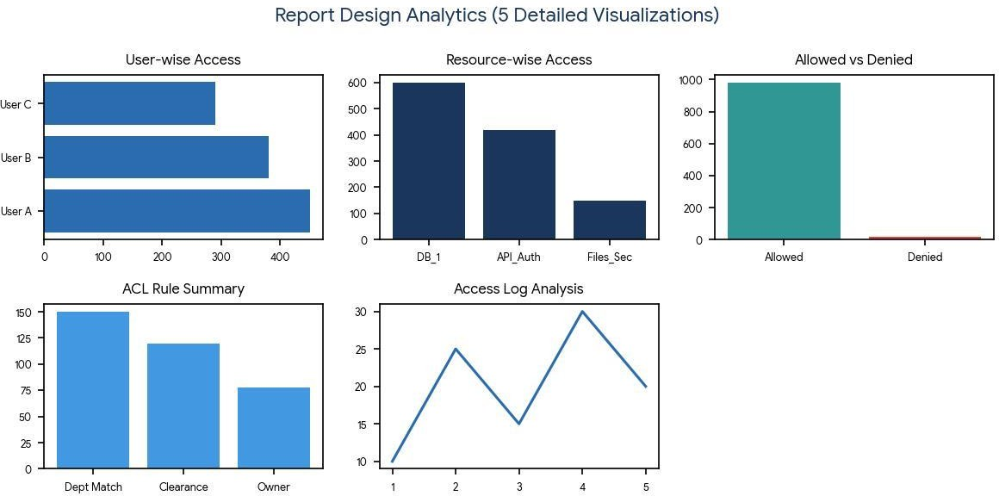 Report Design Analytics (5 Detailed Visualizations)
User-wise Access
User C
User B
User A
0 100 200 300 400
Resource-wise Access
600
500
400
300
200
100
0
DB_1 API_Auth Files_Sec
Allowed vs Denied
1000
800
600
400
200
0
Allowed Denied
ACL Rule Summary
150
125
100
75
50
25
0
Dept Match Clearance Owner
Access Log Analysis
30
25
20
15
10
1 2 3 4 5